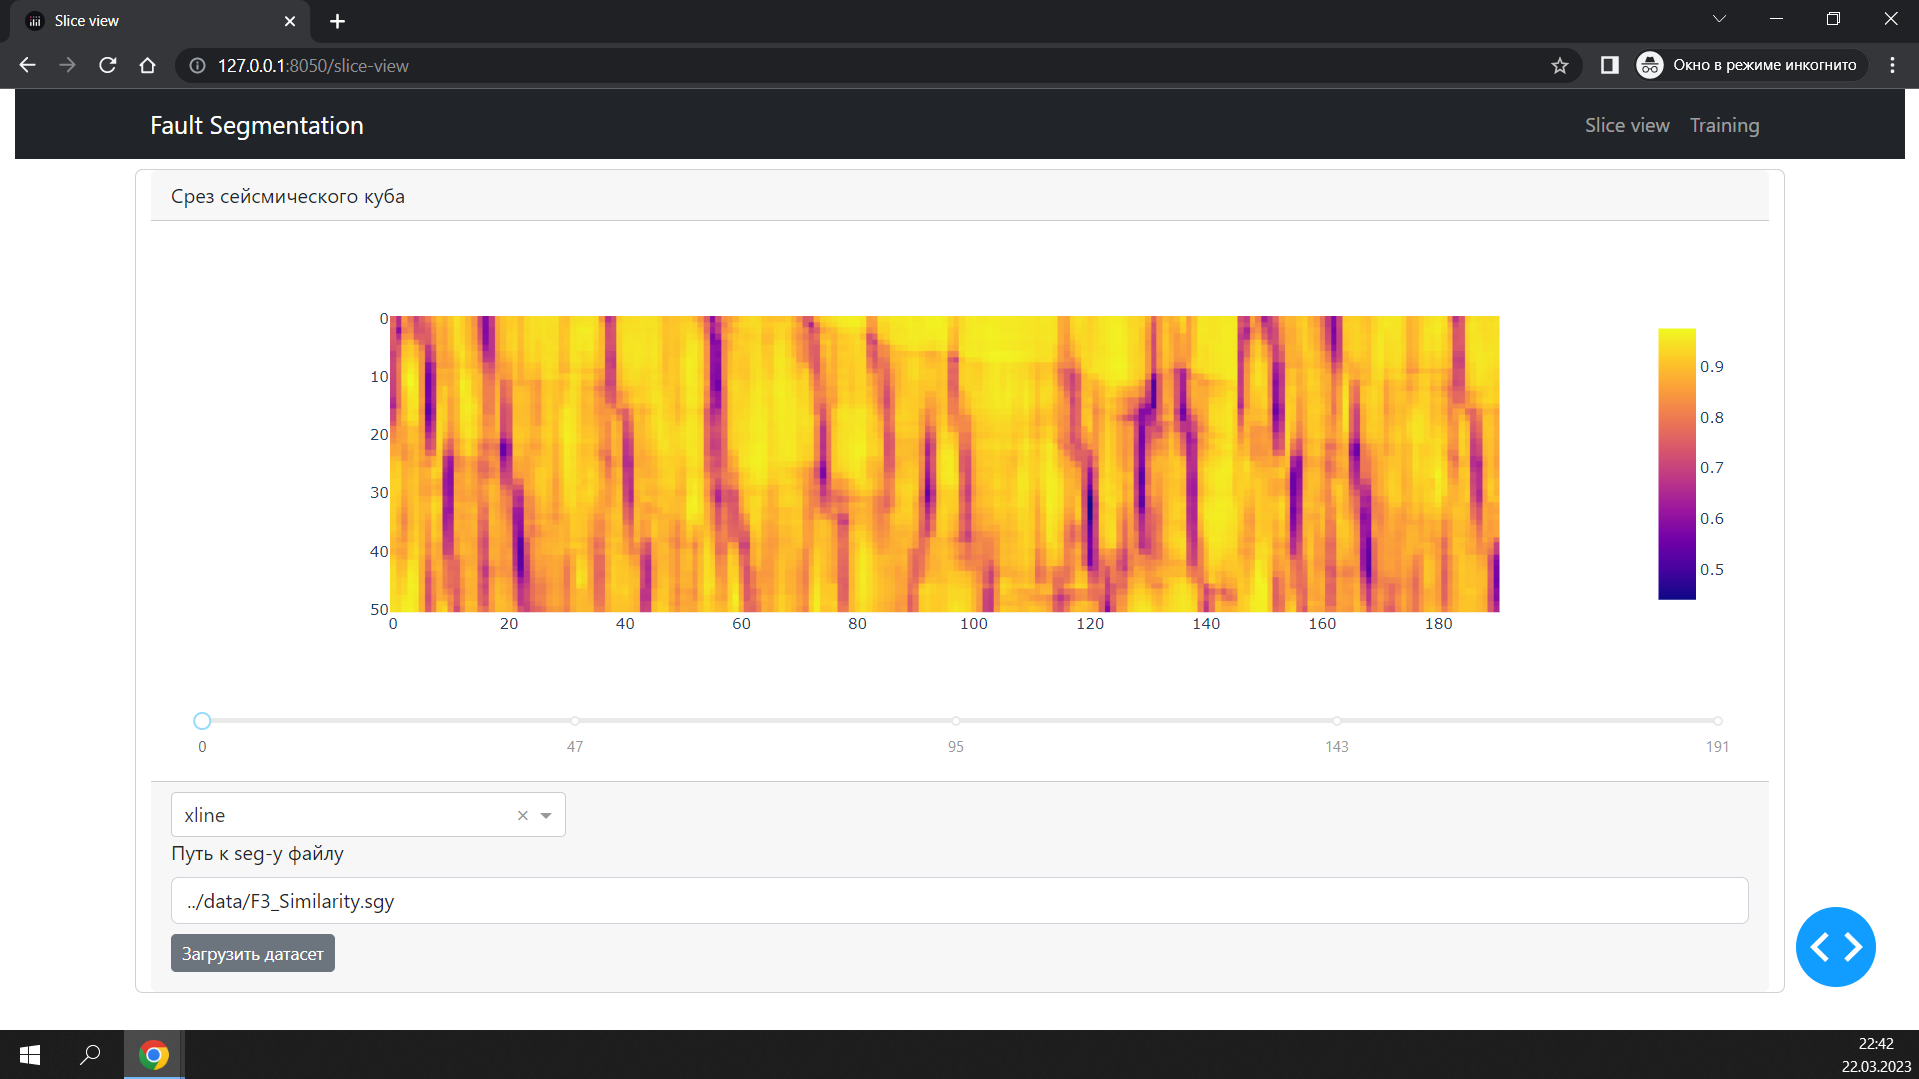 Slice view
127.0.0.1:8050/slice-view
Окно в режиме инкогнито
Fault Segmentation
Slice view
Training
Срез сейсмического куба
0
10
20
30
40
50
0 20 40 60 80 100 120 140 160 180
0.9
0.8
0.7
0.6
0.5
0 47 95 143 191
xline
Путь к seg-y файлу
../data/F3_Similarity.sgy
Загрузить датасет
22:42
22.03.2023